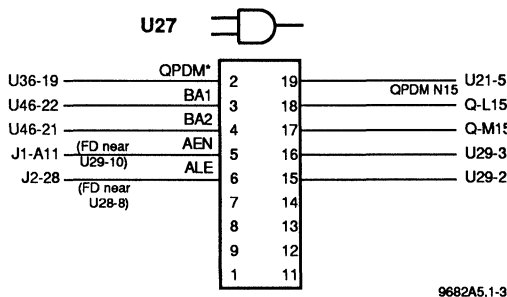 U27
U36-19 QPDM* 2 19 U21-5
QPDM N15
U46-22 BA1 3 18 Q-L15
U46-21 BA2 4 17 Q-M15
J1-A11 (FD near U29-10) AEN 5 16 U29-3
J2-28 (FD near U28-8) ALE 6 15 U29-2
7 14
8 13
9 12
1 11
9682A5.1-3